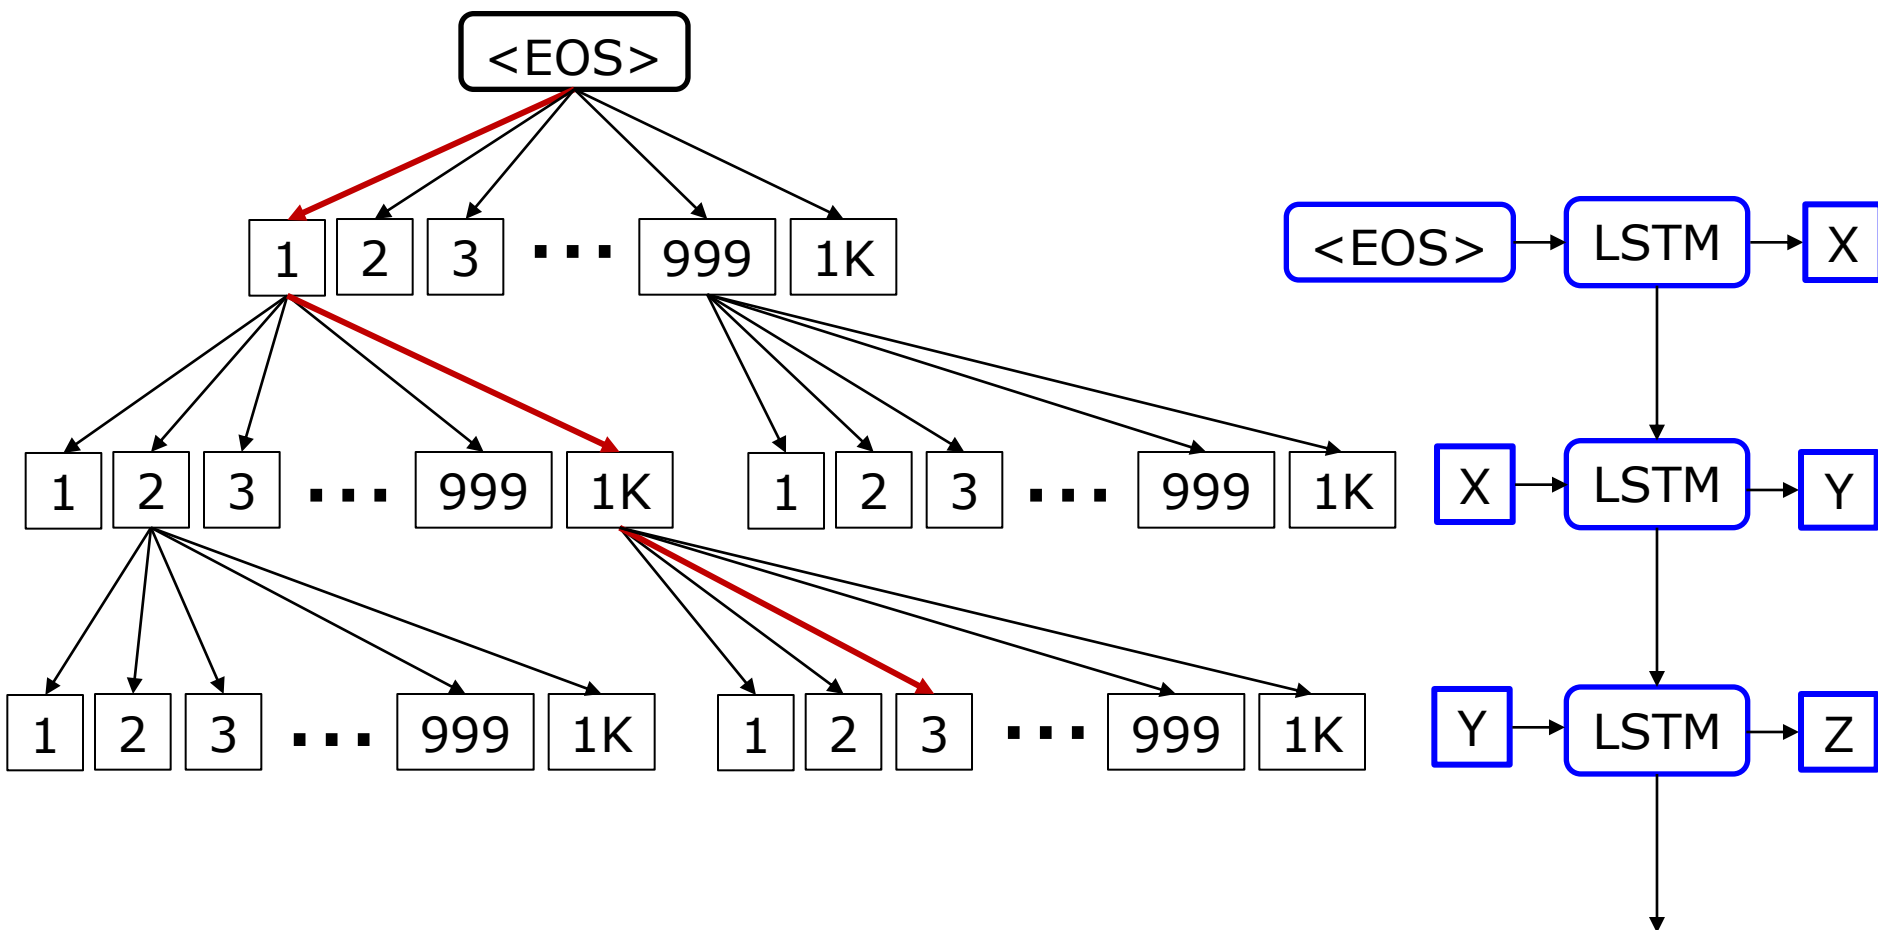 <EOS>
1 2 3 ... 999 1K
<EOS> LSTM X
1 2 3 ... 999 1K 1 2 3 ... 999 1K
X LSTM Y
1 2 3 ... 999 1K 1 2 3 ... 999 1K
Y LSTM Z